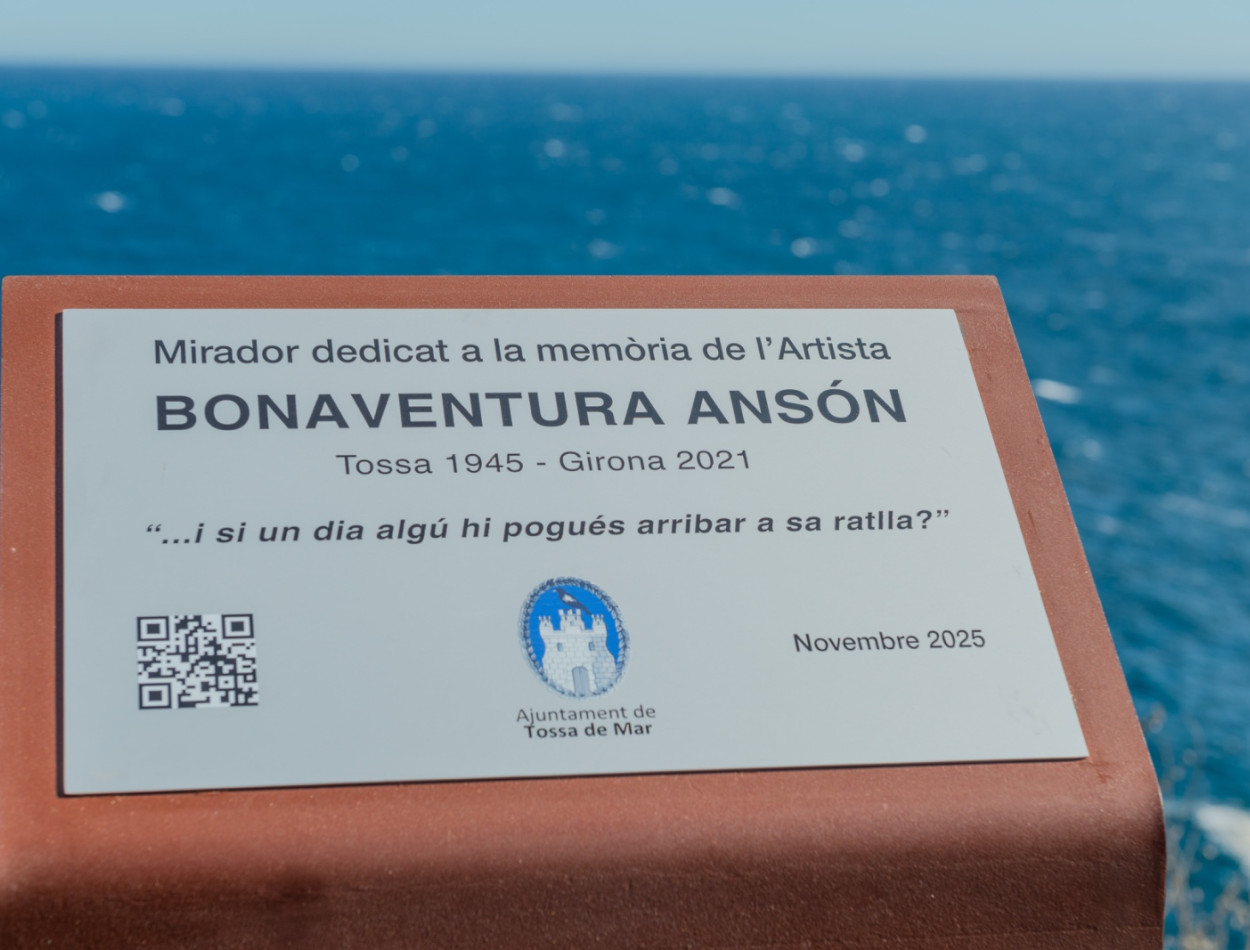 Mirador dedicat a la memòria de l’Artista
BONAVENTURA ANSÓN
Tossa 1945 - Girona 2021
“...i si un dia algú hi pogués arribar a sa ratlla?”
Novembre 2025
Ajuntament de
Tossa de Mar